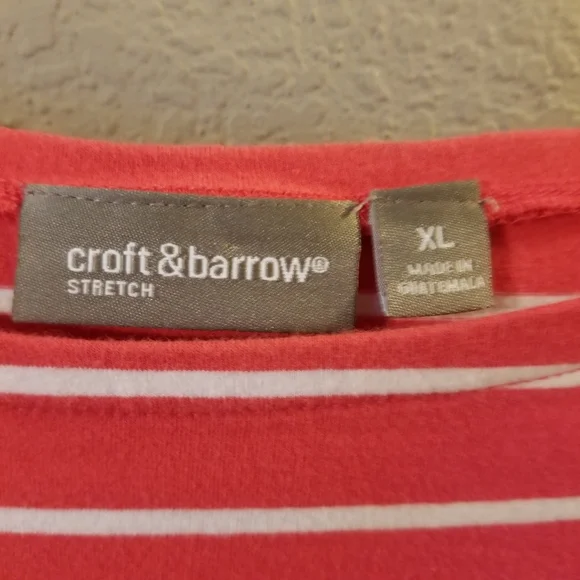 croft&barrow®
STRETCH
XL
MADE IN
GUATEMALA